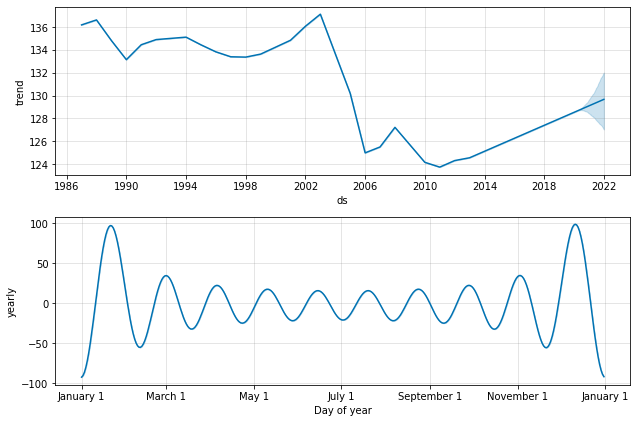 136
134
132
130
128
126
124
trend
1986
1990
1994
1998
2002
2006
2010
2014
2018
2022
ds
100
50
0
−50
−100
yearly
January 1
March 1
May 1
July 1
September 1
November 1
January 1
Day of year